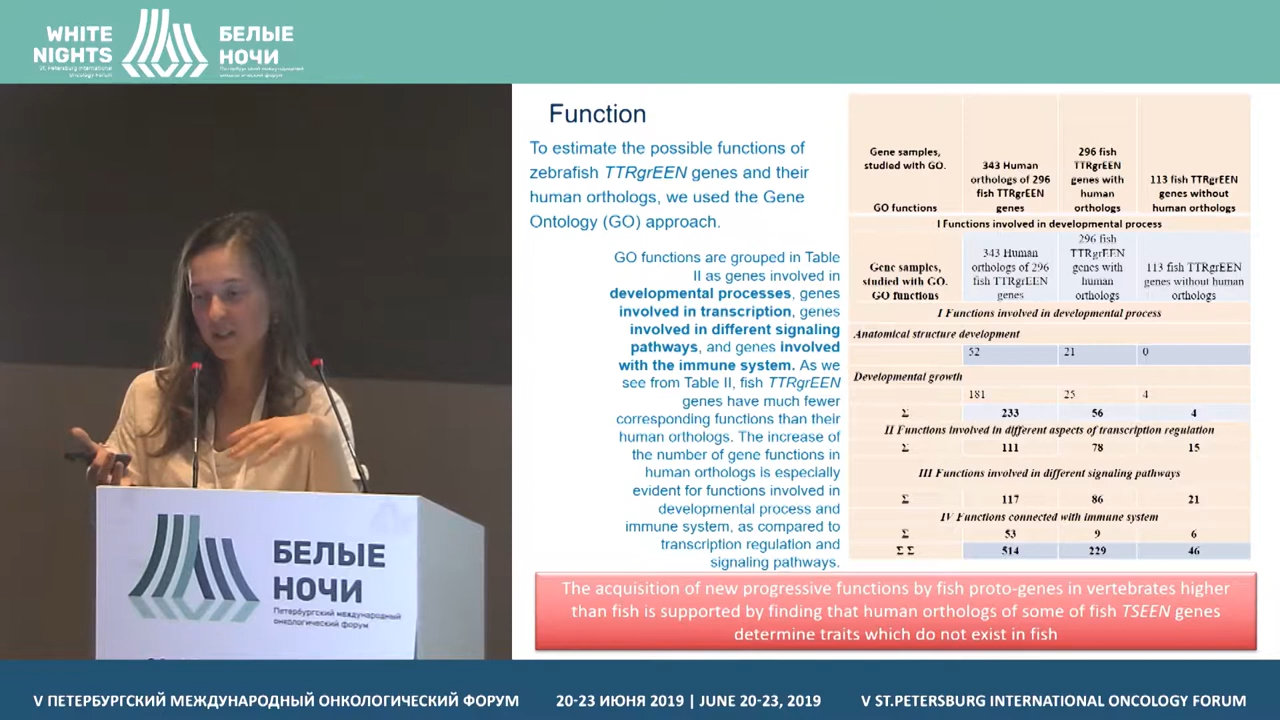 WHITE
NIGHTS
St. Petersburg International
Oncology Forum
БЕЛЫЕ
НОЧИ
Петербургский международный
онкологический форум
Function
To estimate the possible functions of
zebrafish TTRgrEEN genes and their
human orthologs, we used the Gene
Ontology (GO) approach.
GO functions are grouped in Table
II as genes involved in
developmental processes, genes
involved in transcription, genes
involved in different signaling
pathways, and genes involved
with the immune system. As we
see from Table II, fish TTRgrEEN
genes have much fewer
corresponding functions than their
human orthologs. The increase of
the number of gene functions in
human orthologs is especially
evident for functions involved in
developmental process and
immune system, as compared to
transcription regulation and
signaling pathways.
Gene samples,
studied with GO.
GO functions
343 Human
orthologs of 296
fish TTRgrEEN
genes
296 fish
TTRgrEEN
genes with
human
orthologs
113 fish TTRgrEEN
genes without
human orthologs
I Functions involved in developmental process
Gene samples,
studied with GO.
GO functions
343 Human
orthologs of 296
fish TTRgrEEN
genes
296 fish
TTRgrEEN
genes with
human
orthologs
113 fish TTRgrEEN
genes without human
orthologs
I Functions involved in developmental process
Anatomical structure development
52 21 0
Developmental growth
181 25 4
Σ 233 56 4
II Functions involved in different aspects of transcription regulation
Σ 111 78 15
III Functions involved in different signaling pathways
Σ 117 86 21
IV Functions connected with immune system
Σ 53 9 6
Σ Σ 514 229 46
The acquisition of new progressive functions by fish proto-genes in vertebrates higher
than fish is supported by finding that human orthologs of some of fish TSEEN genes
determine traits which do not exist in fish
БЕЛЫЕ
НОЧИ
Петербургский международный
онкологический форум
V ПЕТЕРБУРГСКИЙ МЕЖДУНАРОДНЫЙ ОНКОЛОГИЧЕСКИЙ ФОРУМ 20-23 ИЮНЯ 2019 | JUNE 20-23, 2019 V ST.PETERSBURG INTERNATIONAL ONCOLOGY FORUM